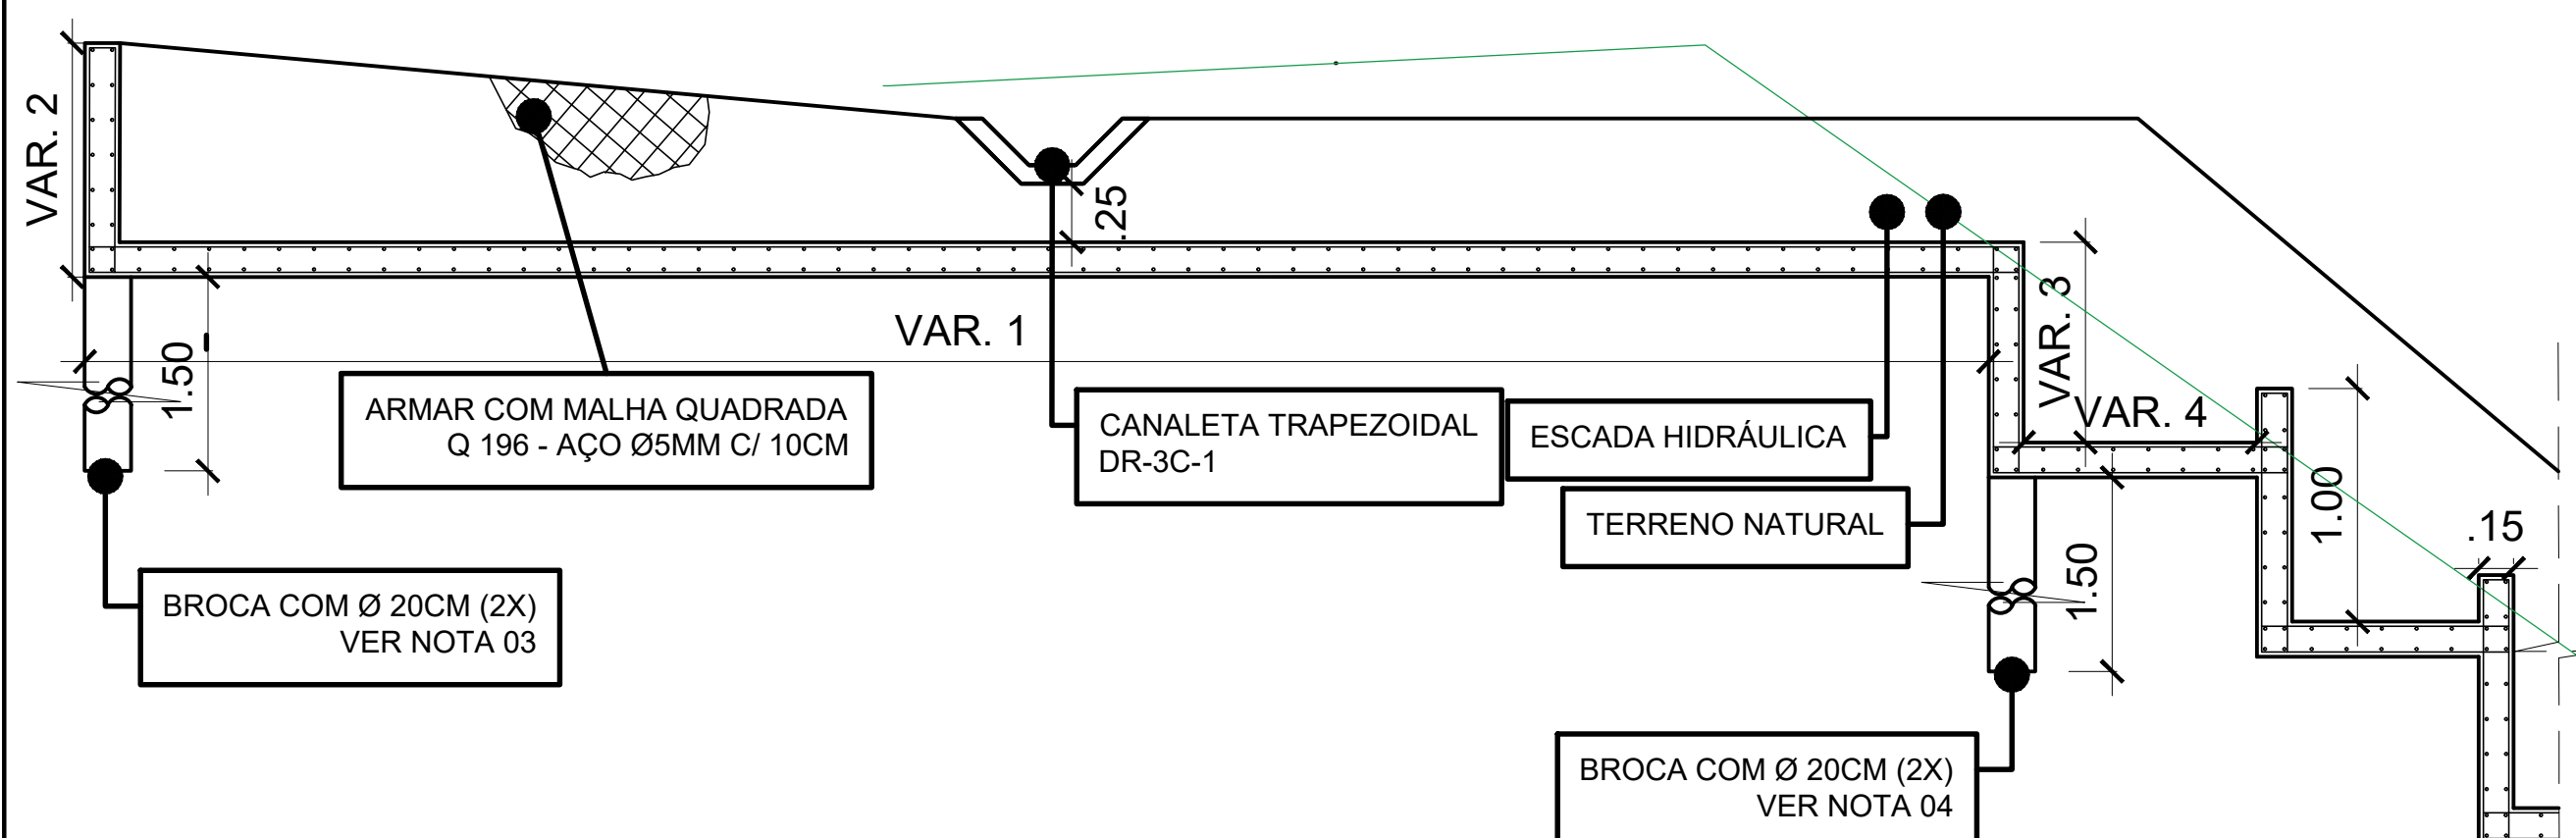 VAR. 2
.25
VAR. 1
VAR. 3
1.50
VAR. 4
ARMAR COM MALHA QUADRADA
Q 196 - AÇO Ø5MM C/ 10CM
CANALETA TRAPEZOIDAL
DR-3C-1
ESCADA HIDRÁULICA
1.00
TERRENO NATURAL
.15
1.50
BROCA COM Ø 20CM (2X)
VER NOTA 03
BROCA COM Ø 20CM (2X)
VER NOTA 04